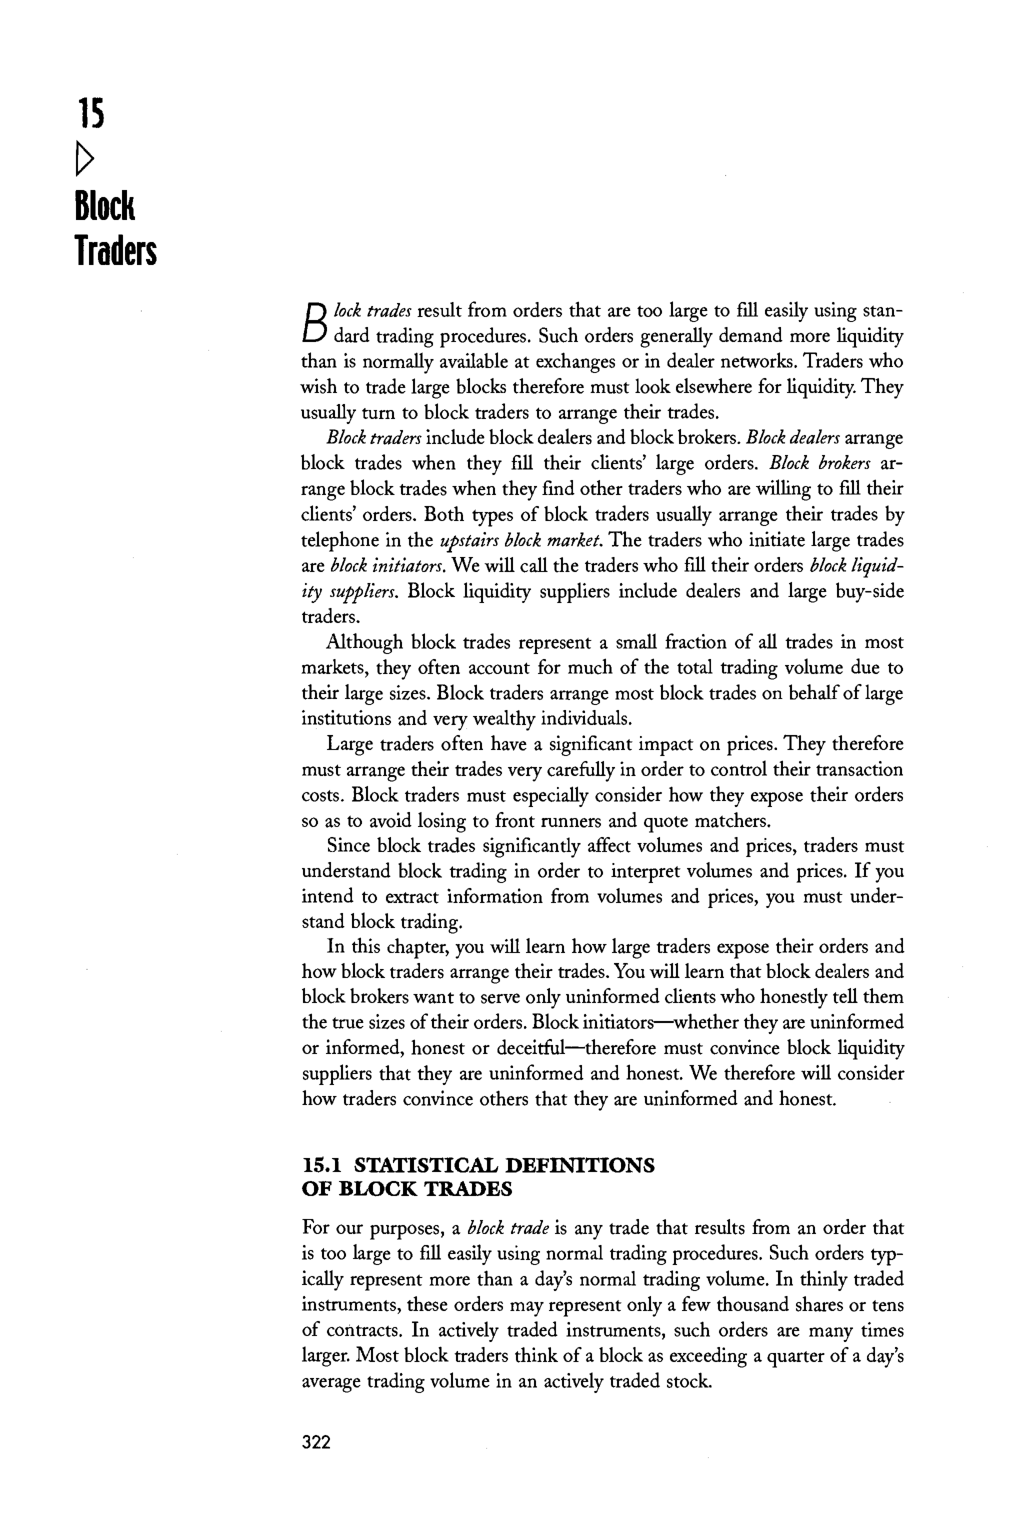 15
Block
Traders
Block trades result from orders that are too large to fill easily using stan-
dard trading procedures. Such orders generally demand more liquidity
than is normally available at exchanges or in dealer networks. Traders who
wish to trade large blocks therefore must look elsewhere for liquidity. They
usually turn to block traders to arrange their trades.
Block traders include block dealers and block brokers. Block dealers arrange
block trades when they fill their clients' large orders. Block brokers ar-
range block trades when they find other traders who are willing to fill their
clients' orders. Both types of block traders usually arrange their trades by
telephone in the upstairs block market. The traders who initiate large trades
are block initiators. We will call the traders who fill their orders block liquid-
ity suppliers. Block liquidity suppliers include dealers and large buy-side
traders.
Although block trades represent a small fraction of all trades in most
markets, they often account for much of the total trading volume due to
their large sizes. Block traders arrange most block trades on behalf of large
institutions and very wealthy individuals.
Large traders often have a significant impact on prices. They therefore
must arrange their trades very carefully in order to control their transaction
costs. Block traders must especially consider how they expose their orders
so as to avoid losing to front runners and quote matchers.
Since block trades significantly affect volumes and prices, traders must
understand block trading in order to interpret volumes and prices. If you
intend to extract information from volumes and prices, you must under-
stand block trading.
In this chapter, you will learn how large traders expose their orders and
how block traders arrange their trades. You will learn that block dealers and
block brokers want to serve only uninformed clients who honestly tell them
the true sizes of their orders. Block initiators—whether they are uninformed
or informed, honest or deceitful—therefore must convince block liquidity
suppliers that they are uninformed and honest. We therefore will consider
how traders convince others that they are uninformed and honest.
15.1 STATISTICAL DEFINITIONS
OF BLOCK TRADES
For our purposes, a block trade is any trade that results from an order that
is too large to fill easily using normal trading procedures. Such orders typ-
ically represent more than a day's normal trading volume. In thinly traded
instruments, these orders may represent only a few thousand shares or tens
of contracts. In actively traded instruments, such orders are many times
larger. Most block traders think of a block as exceeding a quarter of a day's
average trading volume in an actively traded stock.
322